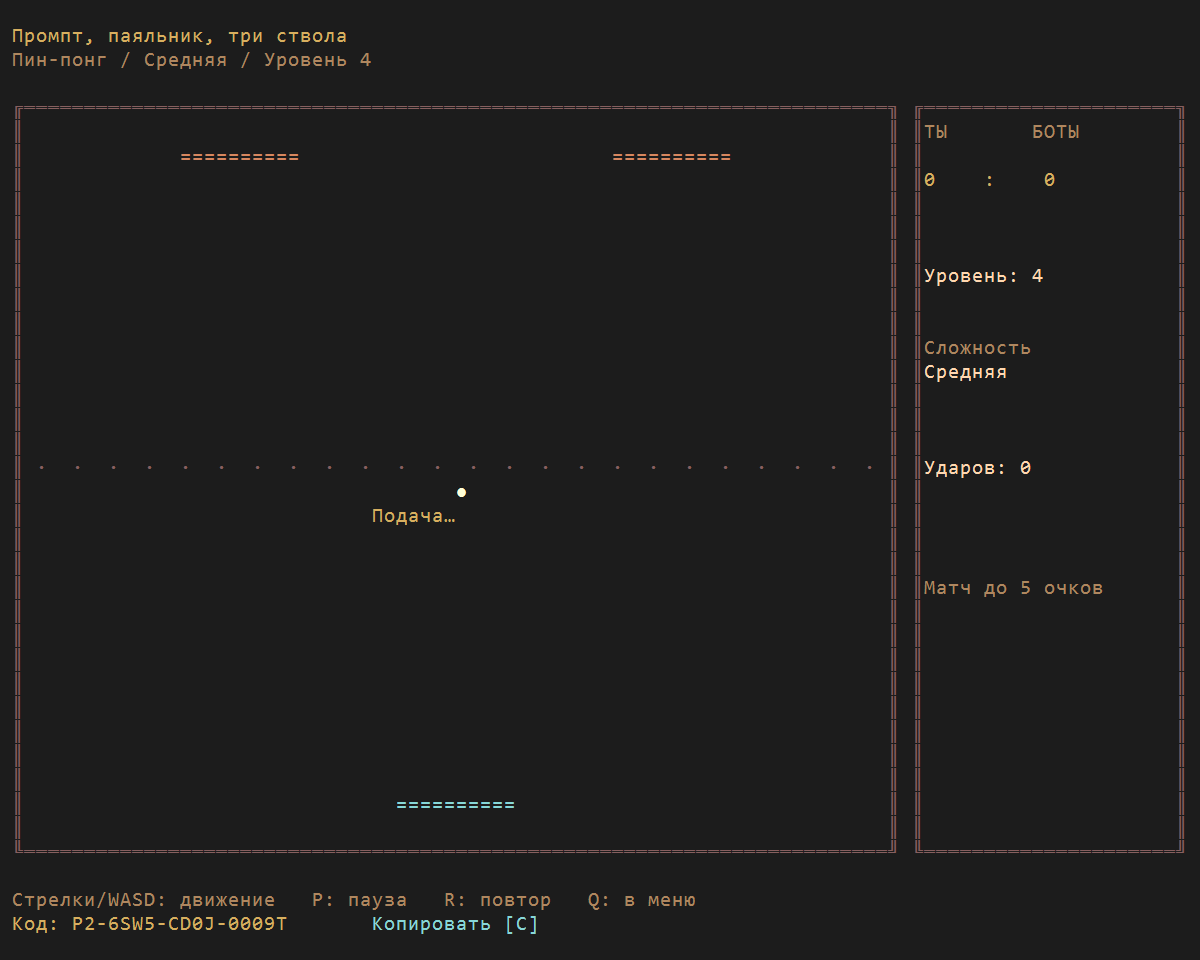 Промпт, паяльник, три ствола
Пин-понг / Средняя / Уровень 4
ТЫ БОТЫ
========== ==========
0 : 0
Уровень: 4
Сложность
Средняя
Ударов: 0
Подача…
Матч до 5 очков
==========
Стрелки/WASD: движение P: пауза R: повтор Q: в меню
Код: P2-6SW5-CD0J-0009T Копировать [C]